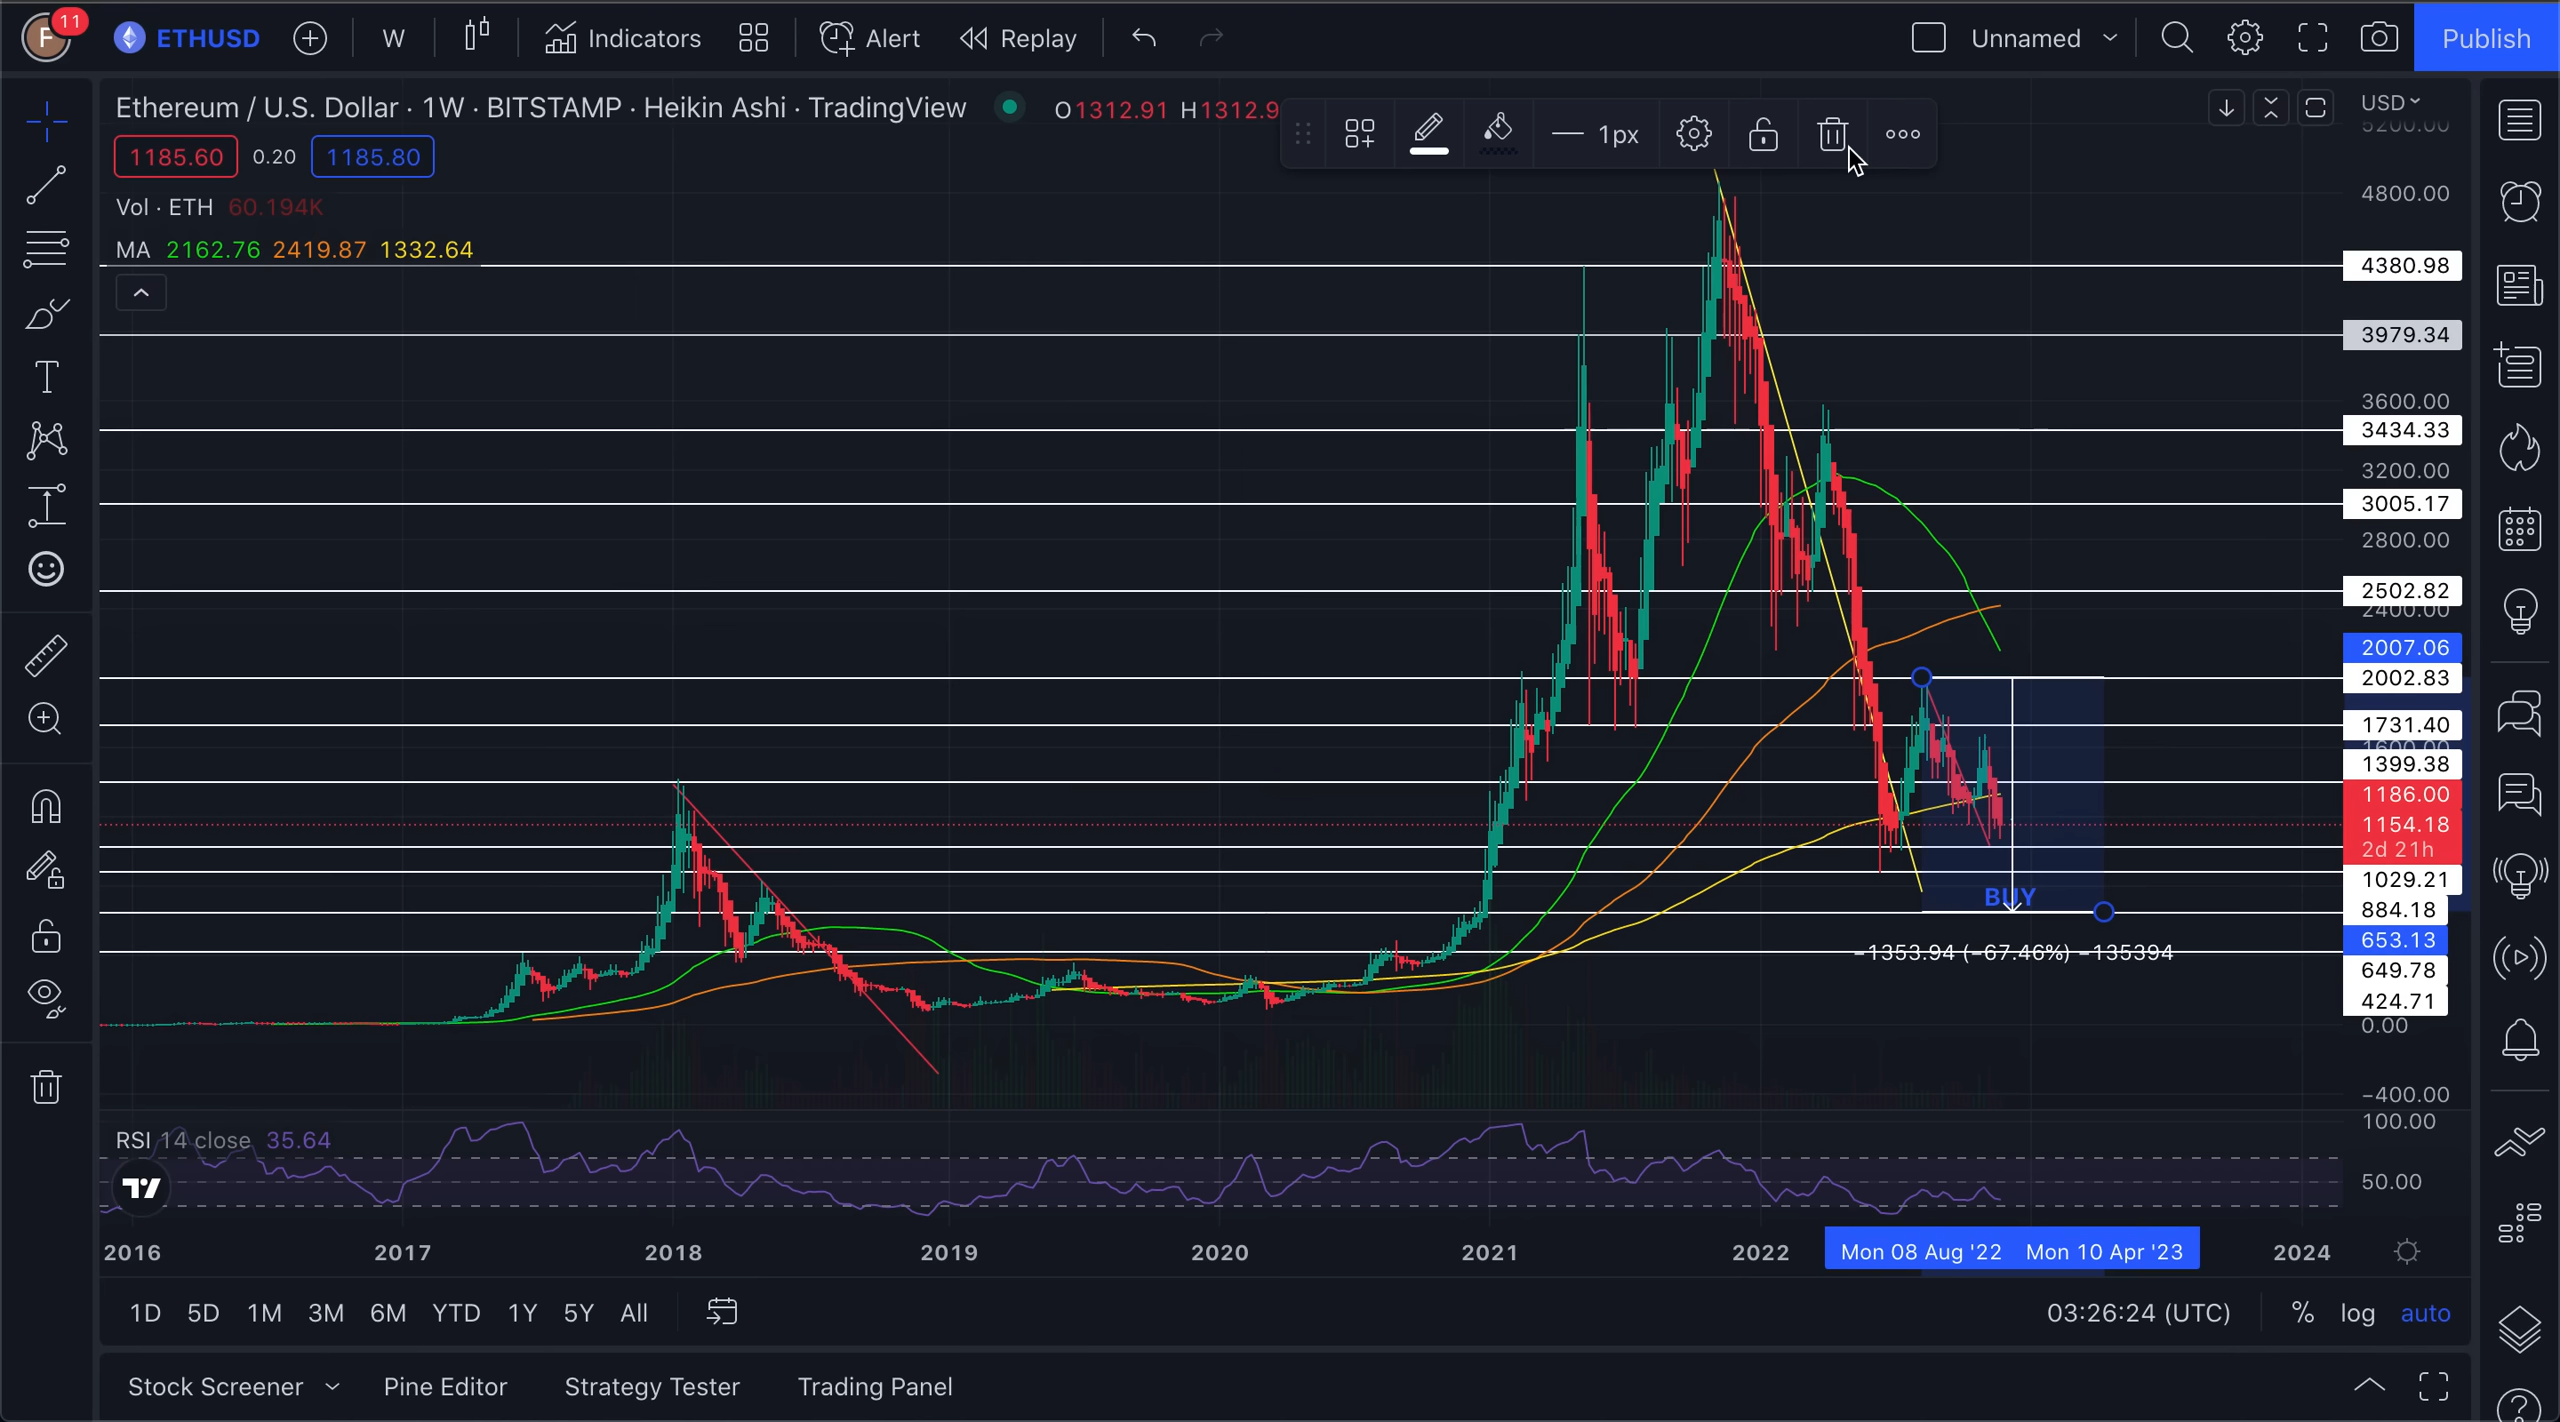 11
F
ETHUSD
W
Indicators
Alert
Replay
Unnamed
Publish
Ethereum / U.S. Dollar · 1W · BITSTAMP · Heikin Ashi · TradingView
O1312.91 H1312.9
1px
USD
5200.00
1185.60
0.20
1185.80
Vol · ETH 60.194K
MA 2162.76 2419.87 1332.64
4800.00
4380.98
3979.34
3600.00
3434.33
3200.00
3005.17
2800.00
2502.82
2400.00
2007.06
2002.83
1731.40
1600.00
1399.38
1186.00
1154.18
2d 21h
1029.21
884.18
653.13
649.78
424.71
0.00
−400.00
BUY
−1353.94 (−67.46%) −135394
RSI 14 close 35.64
100.00
50.00
2016
2017
2018
2019
2020
2021
2022
Mon 08 Aug '22
Mon 10 Apr '23
2024
1D 5D 1M 3M 6M YTD 1Y 5Y All
03:26:24 (UTC)
%
log
auto
Stock Screener
Pine Editor
Strategy Tester
Trading Panel